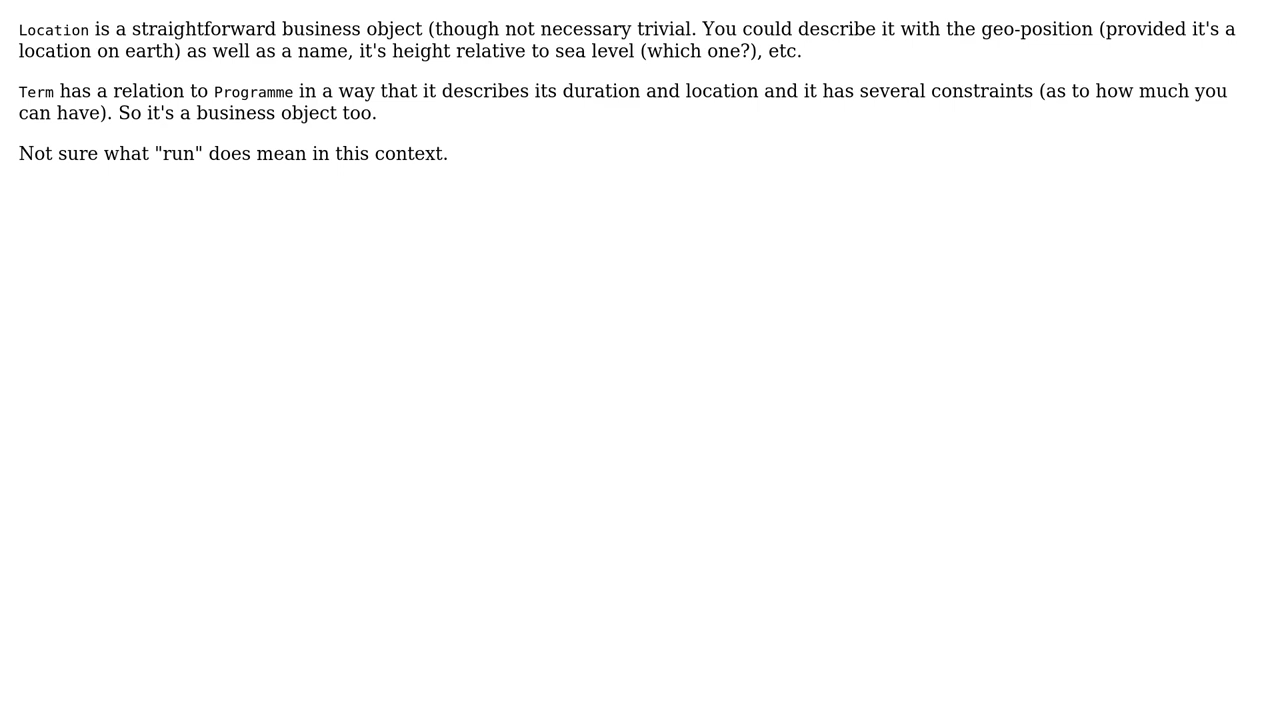 Location is a straightforward business object (though not necessary trivial. You could describe it with the geo-position (provided it's a
location on earth) as well as a name, it's height relative to sea level (which one?), etc.
Term has a relation to Programme in a way that it describes its duration and location and it has several constraints (as to how much you
can have). So it's a business object too.
Not sure what "run" does mean in this context.